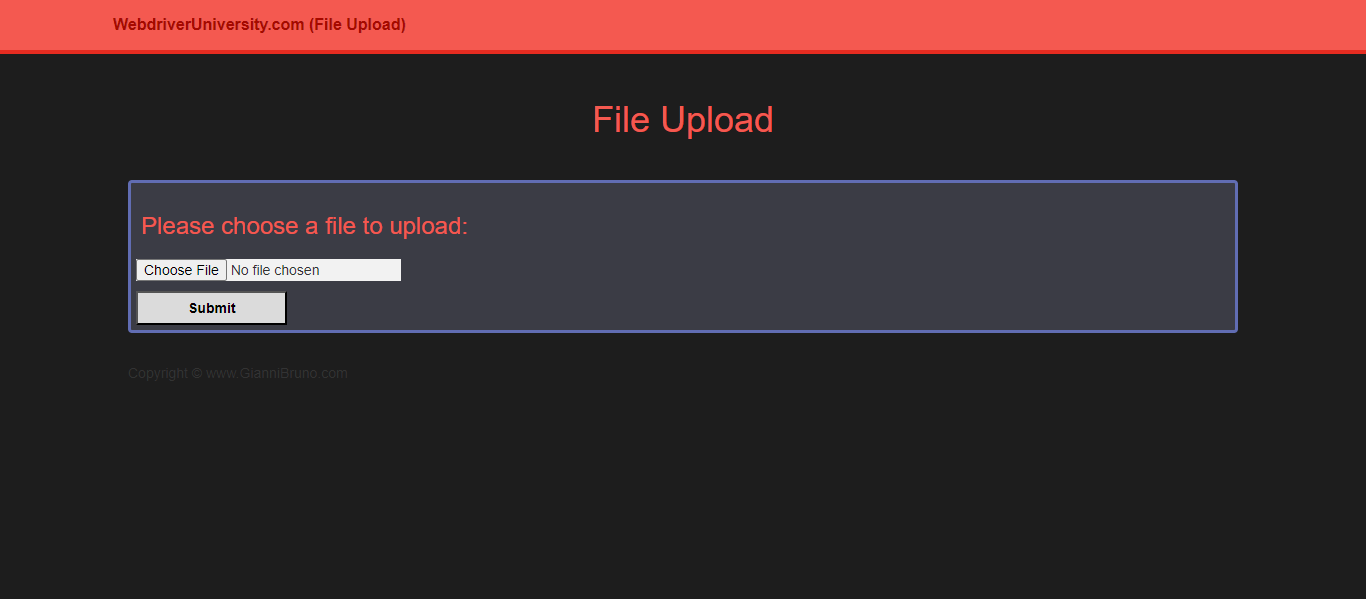 WebdriverUniversity.com (File Upload)
File Upload
Please choose a file to upload:
Choose File No file chosen
Submit
Copyright © www.GianniBruno.com